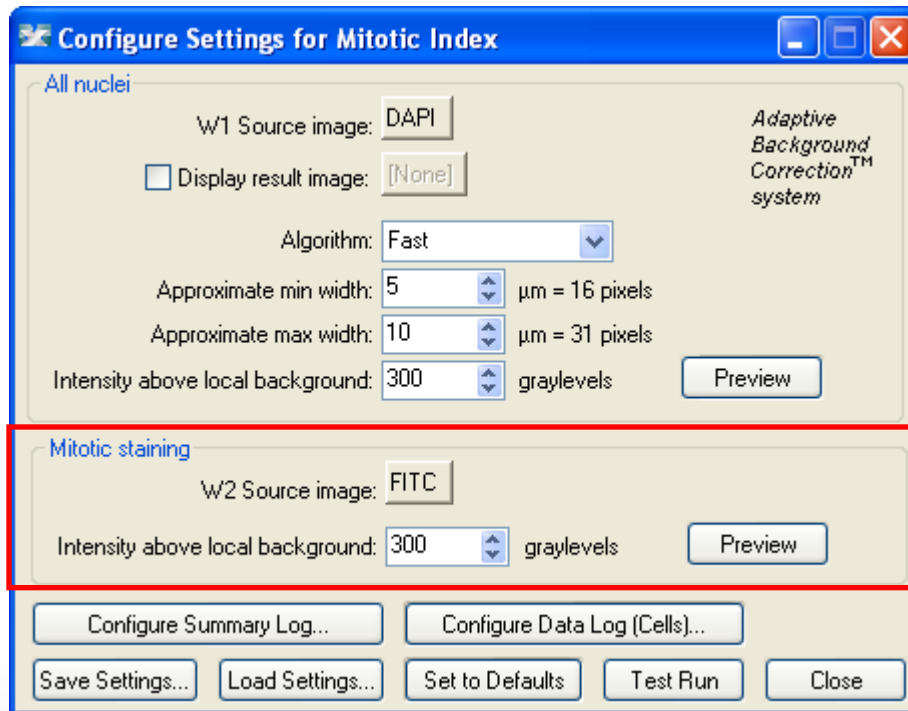 Configure Settings for Mitotic Index
All nuclei
W1 Source image: DAPI
Adaptive
Background
Correction™
system
Display result image: [None]
Algorithm: Fast
Approximate min width: 5 µm = 16 pixels
Approximate max width: 10 µm = 31 pixels
Intensity above local background: 300 graylevels Preview
Mitotic staining
W2 Source image: FITC
Intensity above local background: 300 graylevels Preview
Configure Summary Log... Configure Data Log (Cells)...
Save Settings... Load Settings... Set to Defaults Test Run Close